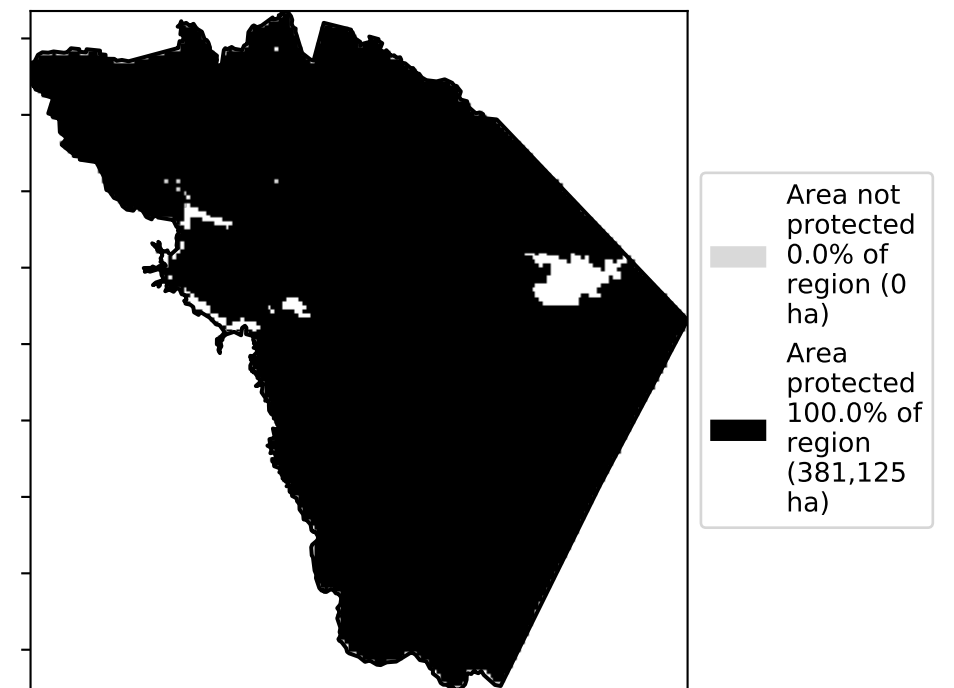 Area not
protected
0.0% of
region (0
ha)
Area
protected
100.0% of
region
(381,125
ha)